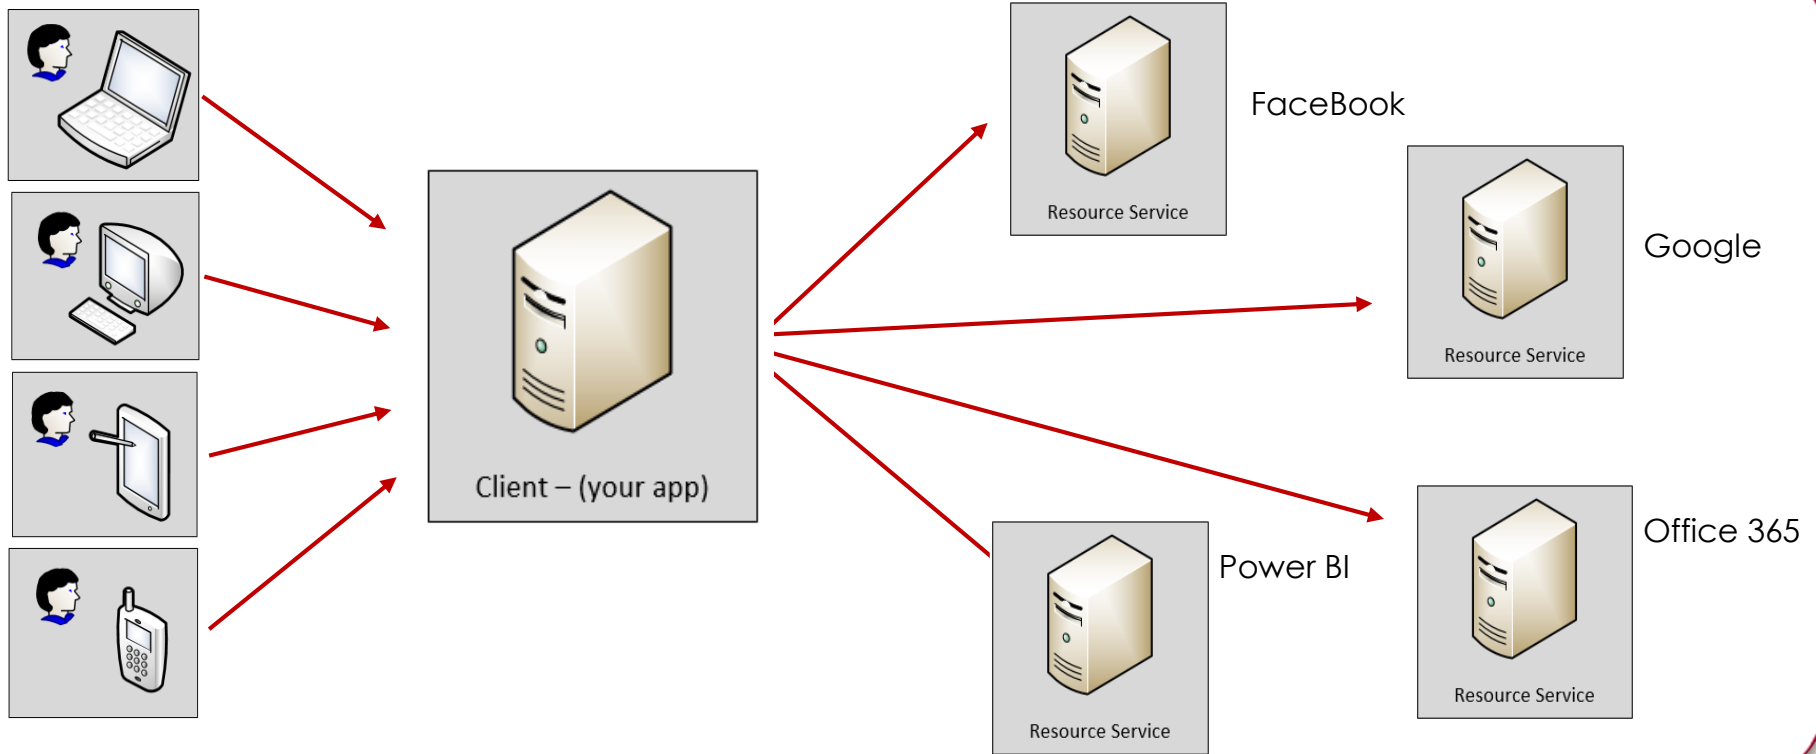 FaceBook
Resource Service
Google
Resource Service
Client – (your app)
Office 365
Power BI
Resource Service
Resource Service